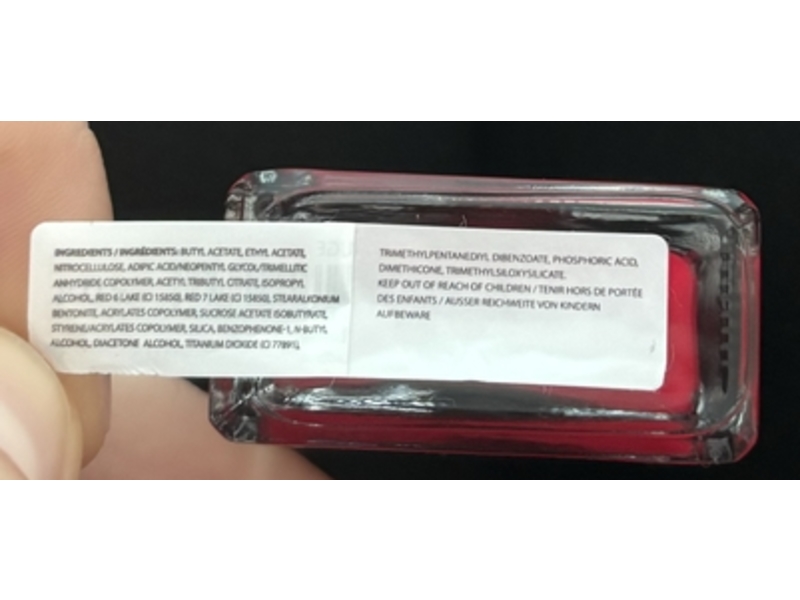 INGREDIENTS / INGRÉDIENTS: BUTYL ACETATE, ETHYL ACETATE,
NITROCELLULOSE, ADIPIC ACID/NEOPENTYL GLYCOL/TRIMELLITIC
ANHYDRIDE COPOLYMER, ACETYL TRIBUTYL CITRATE, ISOPROPYL
ALCOHOL, RED 6 LAKE (CI 15850), RED 7 LAKE (CI 15850), STEARALKONIUM
BENTONITE, ACRYLATES COPOLYMER, SUCROSE ACETATE ISOBUTYRATE,
STYRENE/ACRYLATES COPOLYMER, SILICA, BENZOPHENONE-1, N-BUTYL
ALCOHOL, DIACETONE ALCOHOL, TITANIUM DIOXIDE (CI 77891),
TRIMETHYLPENTANEDIYL DIBENZOATE, PHOSPHORIC ACID,
DIMETHICONE, TRIMETHYLSILOXYSILICATE.
KEEP OUT OF REACH OF CHILDREN / TENIR HORS DE PORTÉE
DES ENFANTS / AUSSER REICHWEITE VON KINDERN
AUFBEWARE